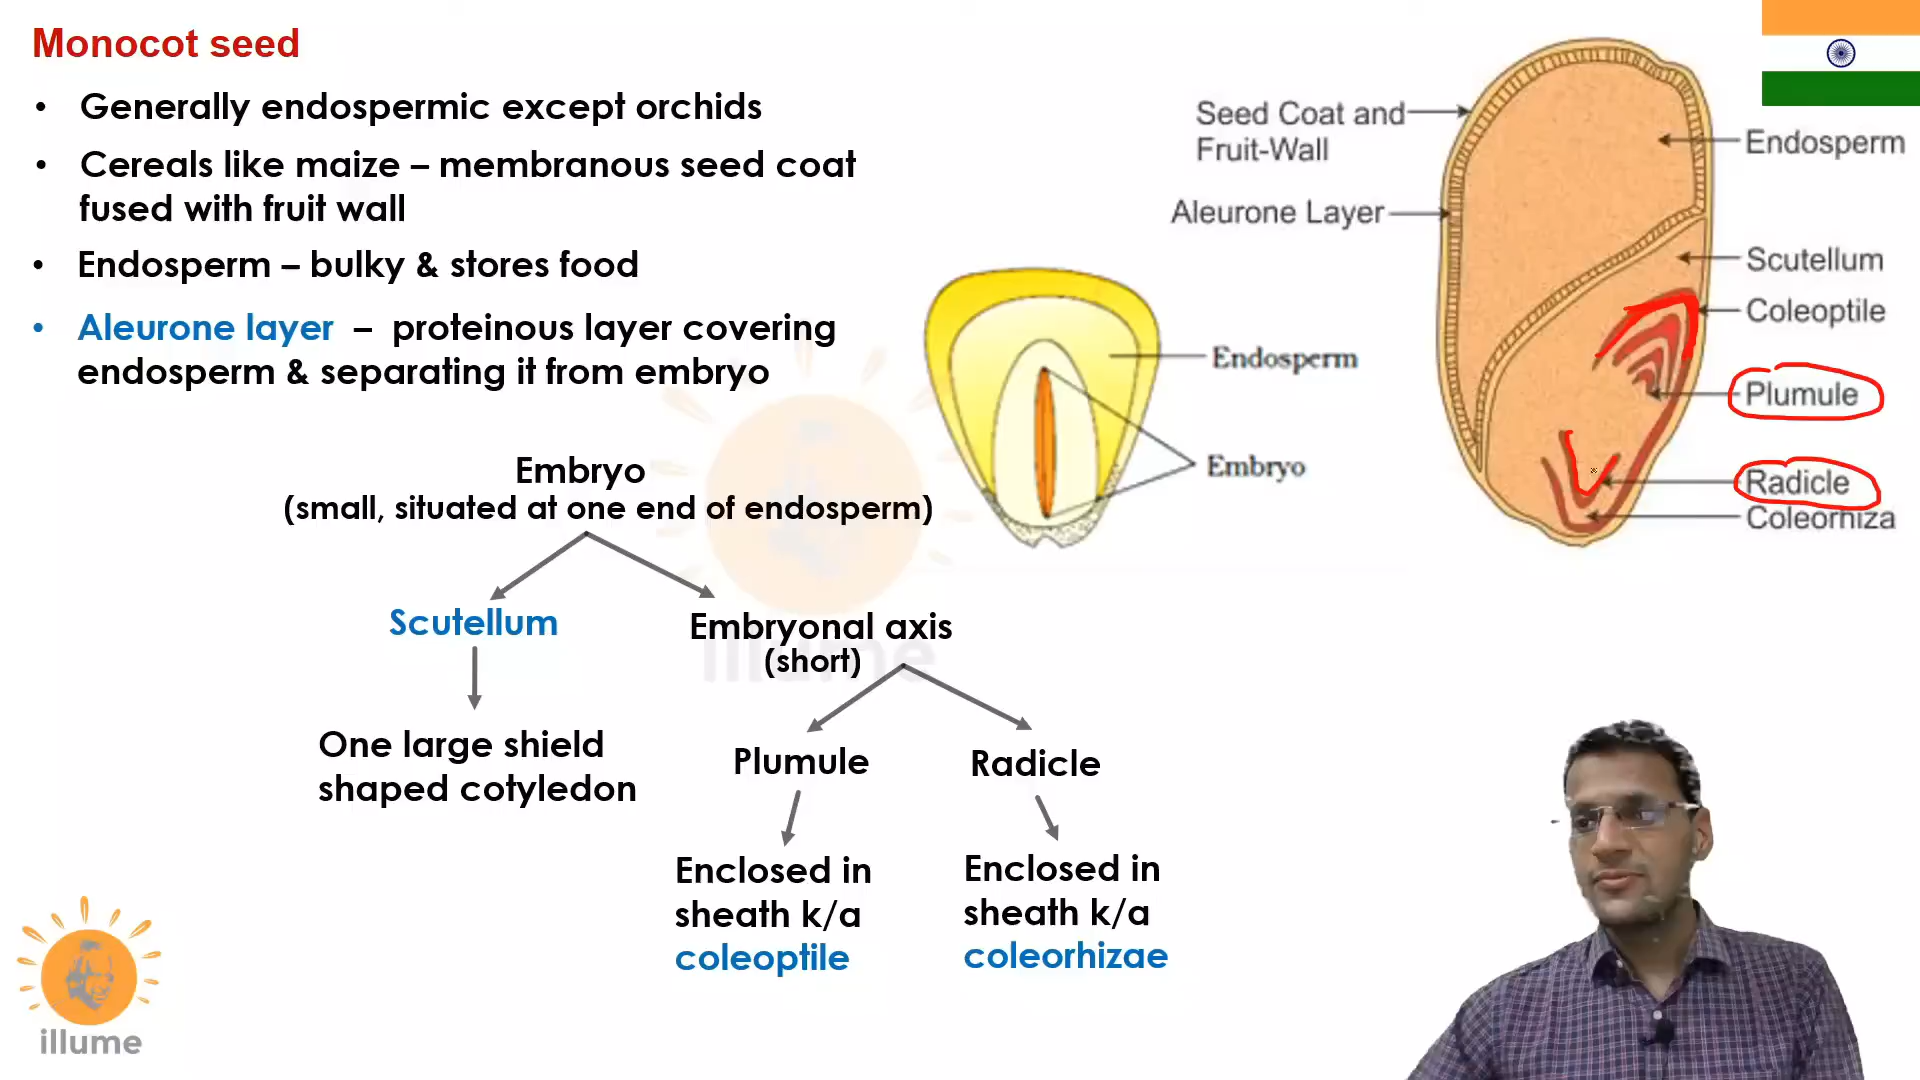 Monocot seed
• Generally endospermic except orchids
• Cereals like maize – membranous seed coat
fused with fruit wall
• Endosperm – bulky & stores food
• Aleurone layer – proteinous layer covering
endosperm & separating it from embryo
Embryo
(small, situated at one end of endosperm)
Scutellum
Embryonal axis
(short)
One large shield
shaped cotyledon
Plumule
Radicle
Enclosed in
sheath k/a
coleoptile
Enclosed in
sheath k/a
coleorhizae
Endosperm
Embryo
Seed Coat and
Fruit-Wall
Aleurone Layer
Endosperm
Scutellum
Coleoptile
Plumule
Radicle
Coleorhiza
illume
illume